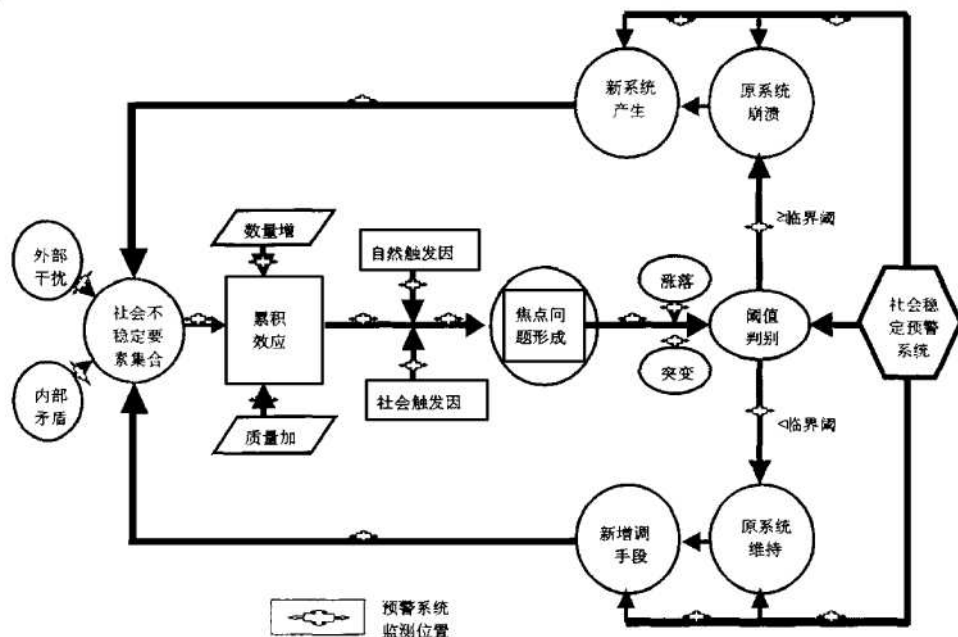 新系统
产生
原系统
崩溃
≥临界阈
外部
干扰
数量增
自然触发因
涨落
社会不
稳定要
素集合
累积
效应
焦点问
题形成
阈值
判别
社会稳
定预警
系统
内部
矛盾
质量加
社会触发因
突变
<临界阈
新增调
手段
原系统
维持
预警系统
监测位置